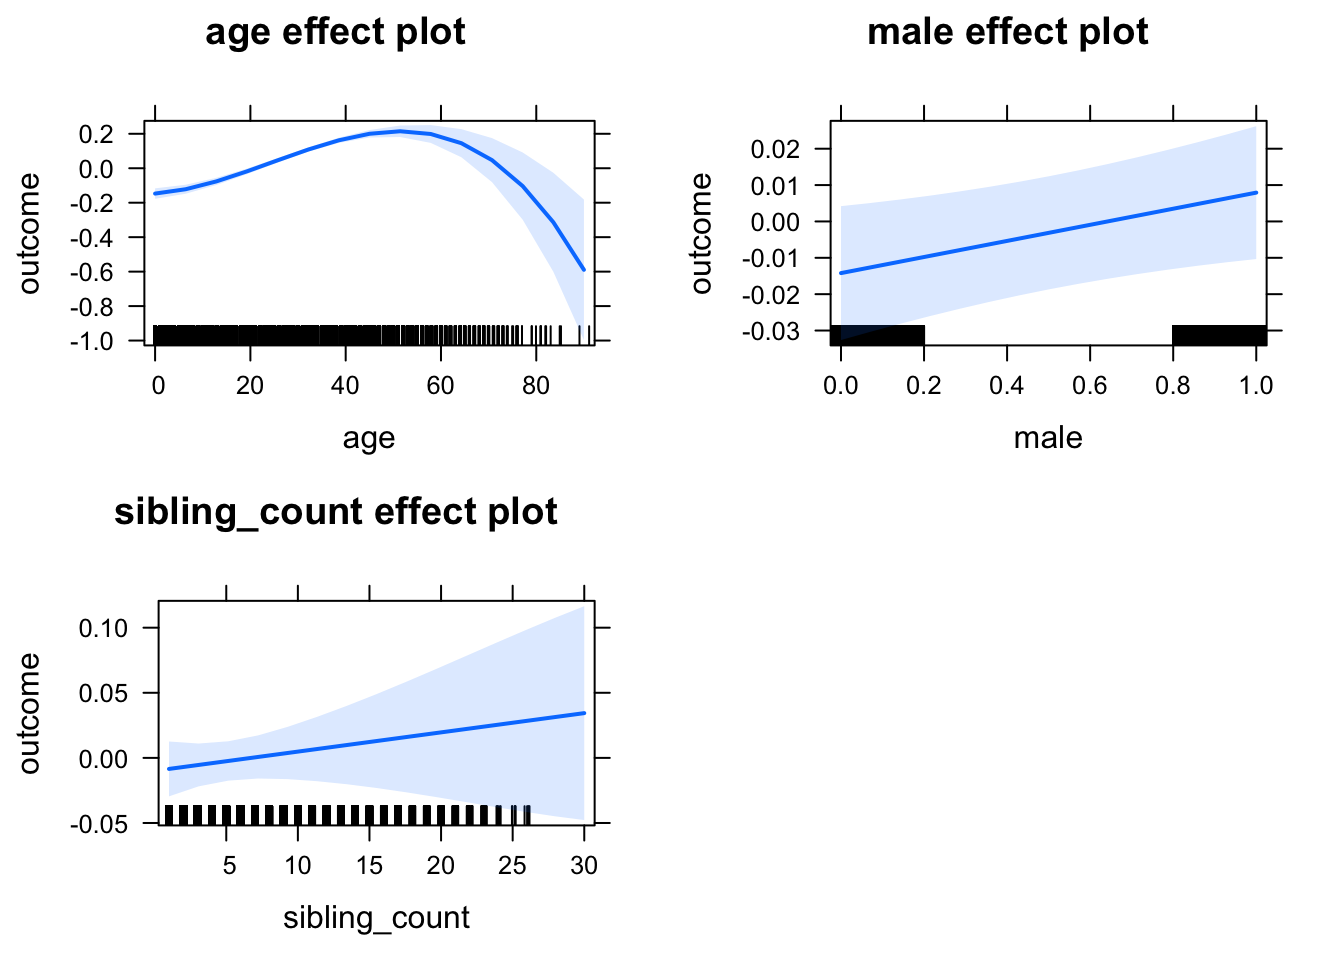 age effect plot
outcome
0.2
0.0
-0.2
-0.4
-0.6
-0.8
-1.0
0 20 40 60 80
age
male effect plot
outcome
0.02
0.01
0.00
-0.01
-0.02
-0.03
0.0 0.2 0.4 0.6 0.8 1.0
male
sibling_count effect plot
outcome
0.10
0.05
0.00
-0.05
5 10 15 20 25 30
sibling_count